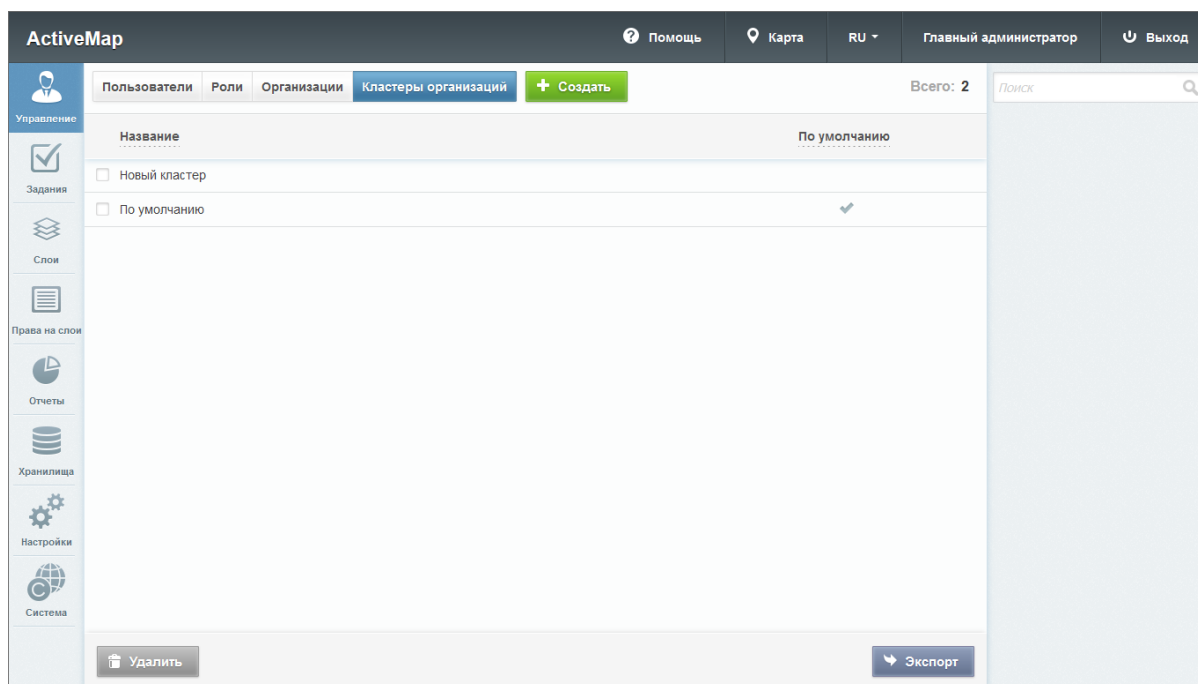 ActiveMap
Помощь
Карта
RU
Главный администратор
Выход
Управление
Задания
Слои
Права на слои
Отчеты
Хранилища
Настройки
Система
Пользователи
Роли
Организации
Кластеры организаций
Создать
Всего: 2
Название
По умолчанию
Новый кластер
По умолчанию
Удалить
Экспорт
Поиск